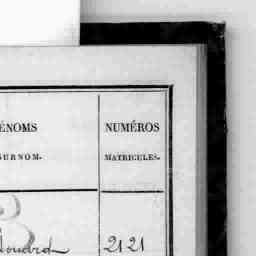 ÉNOMS
SURNOM.
NUMÉROS
MATRICULES.
2121